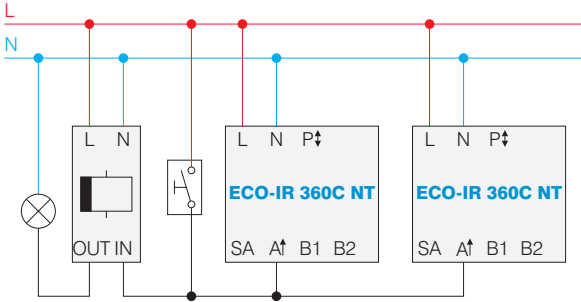 L
N
L N
L N P
L N P
ECO-IR 360C NT
ECO-IR 360C NT
OUT IN
SA A B1 B2
SA A B1 B2